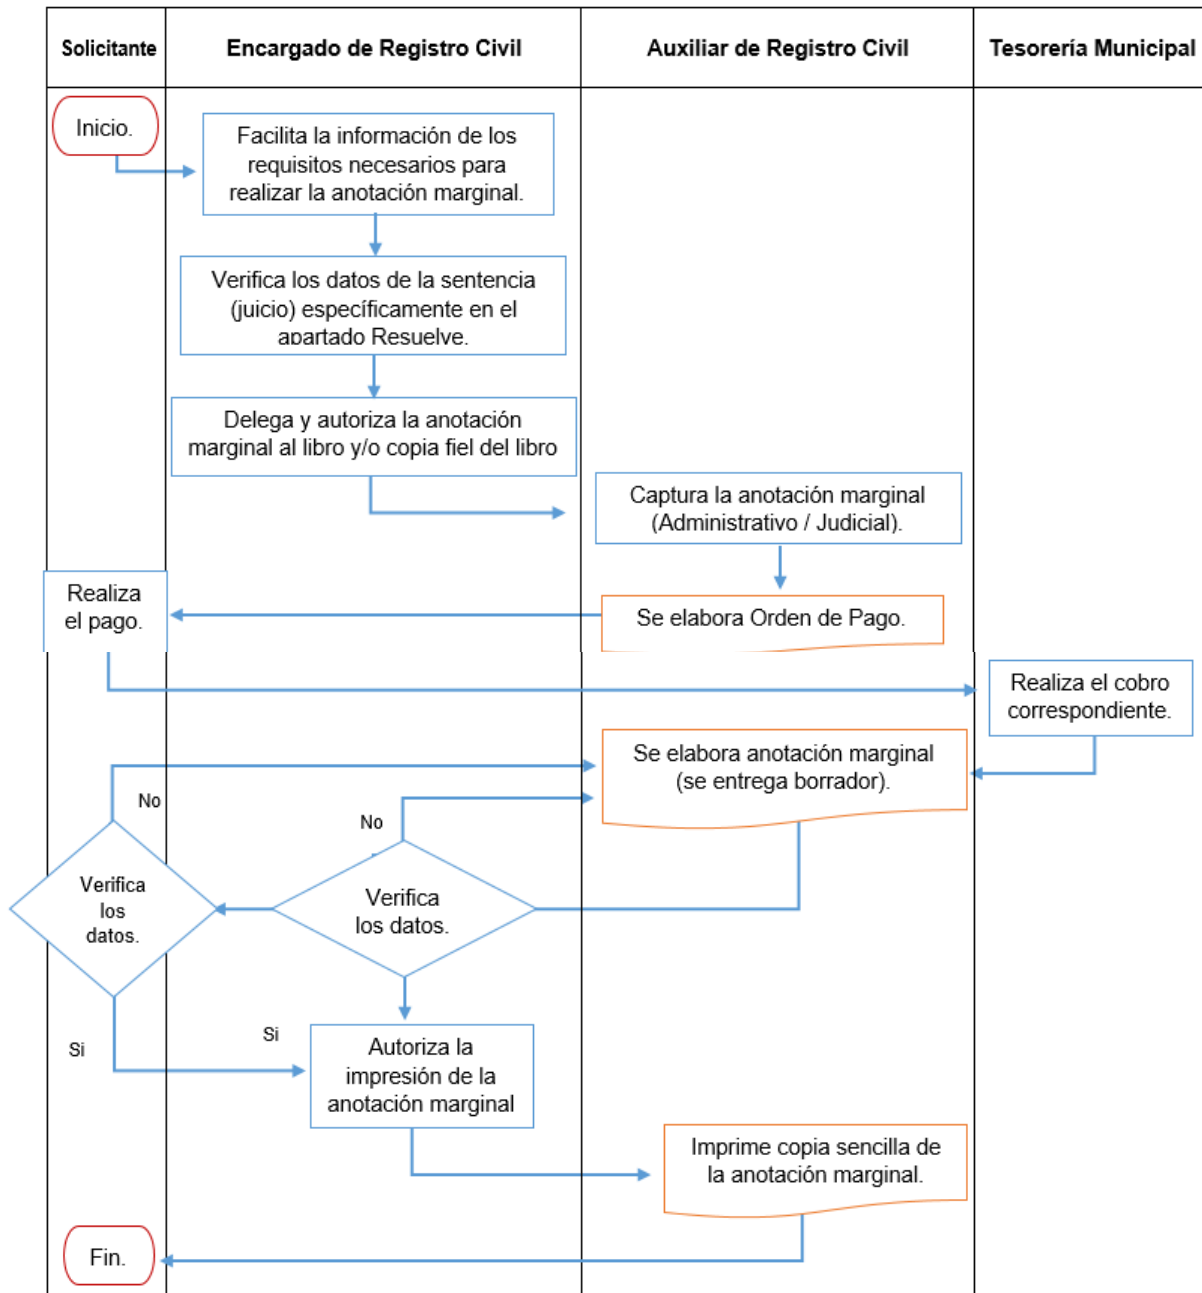 Solicitante
Encargado de Registro Civil
Auxiliar de Registro Civil
Tesorería Municipal
Inicio.
Facilita la información de los
requisitos necesarios para
realizar la anotación marginal.
Verifica los datos de la sentencia
(juicio) específicamente en el
apartado Resuelve.
Delega y autoriza la anotación
marginal al libro y/o copia fiel del libro
Captura la anotación marginal
(Administrativo / Judicial).
Se elabora Orden de Pago.
Realiza
el pago.
Realiza el cobro
correspondiente.
Se elabora anotación marginal
(se entrega borrador).
No
No
Verifica
los datos.
Verifica
los
datos.
Si
Si
Autoriza la
impresión de la
anotación marginal
Imprime copia sencilla de
la anotación marginal.
Fin.